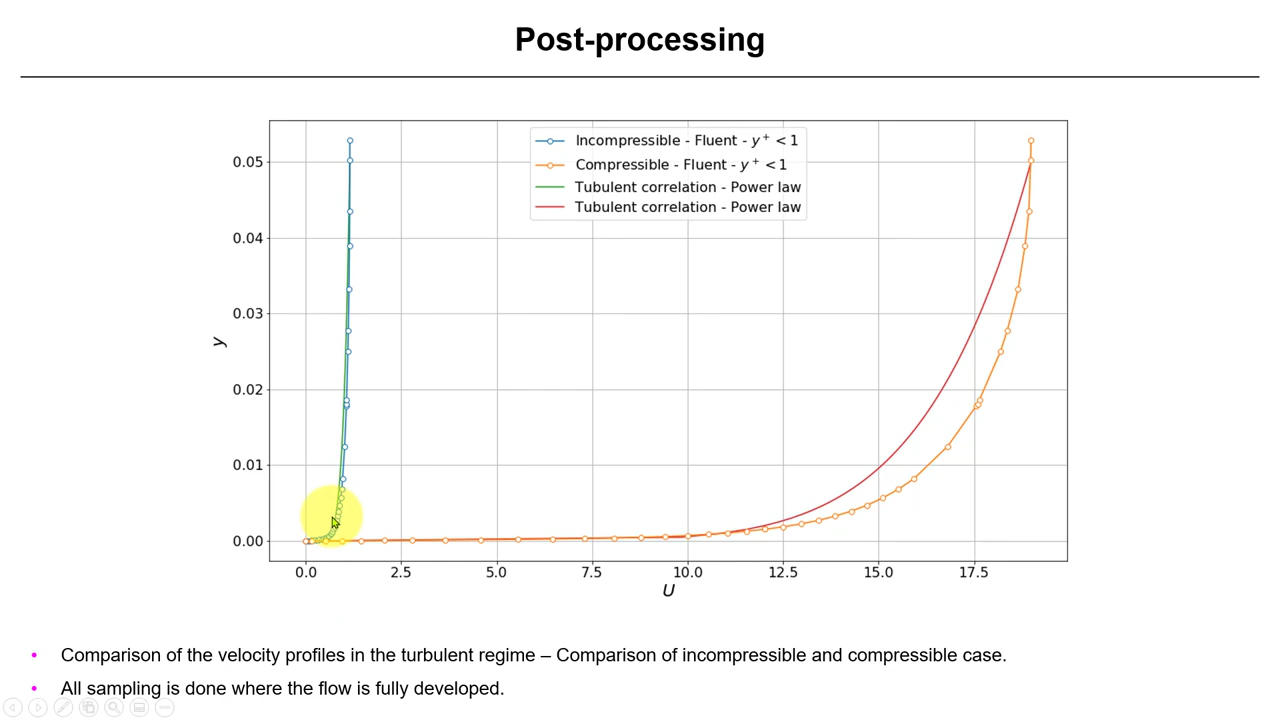 Post-processing
Incompressible - Fluent - y⁺ < 1
Compressible - Fluent - y⁺ < 1
Tubulent correlation - Power law
Tubulent correlation - Power law
0.05
0.04
0.03
0.02
0.01
0.00
y
0.0 2.5 5.0 7.5 10.0 12.5 15.0 17.5
U
• Comparison of the velocity profiles in the turbulent regime – Comparison of incompressible and compressible case.
• All sampling is done where the flow is fully developed.